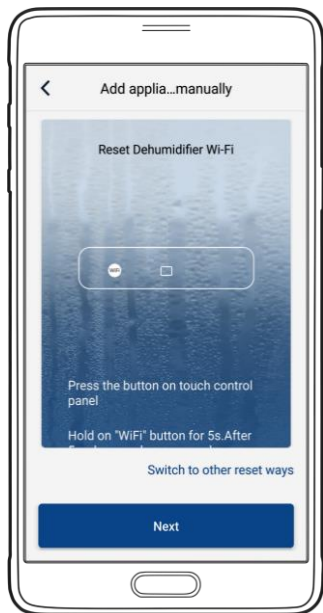 Add applia...manually
Reset Dehumidifier Wi-Fi
WiFi
Press the button on touch control
panel
Hold on "WiFi" button for 5s.After
Switch to other reset ways
Next